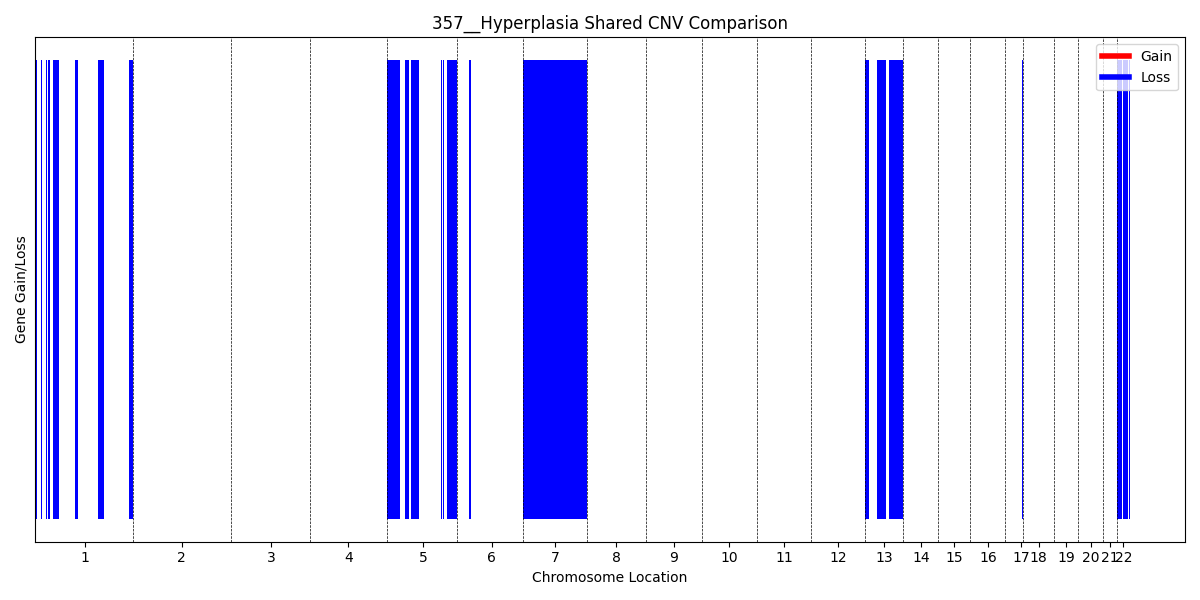 357__Hyperplasia Shared CNV Comparison
Gain
Loss
Gene Gain/Loss
1 2 3 4 5 6 7 8 9 10 11 12 13 14 15 16 17 18 19 20 21 22
Chromosome Location